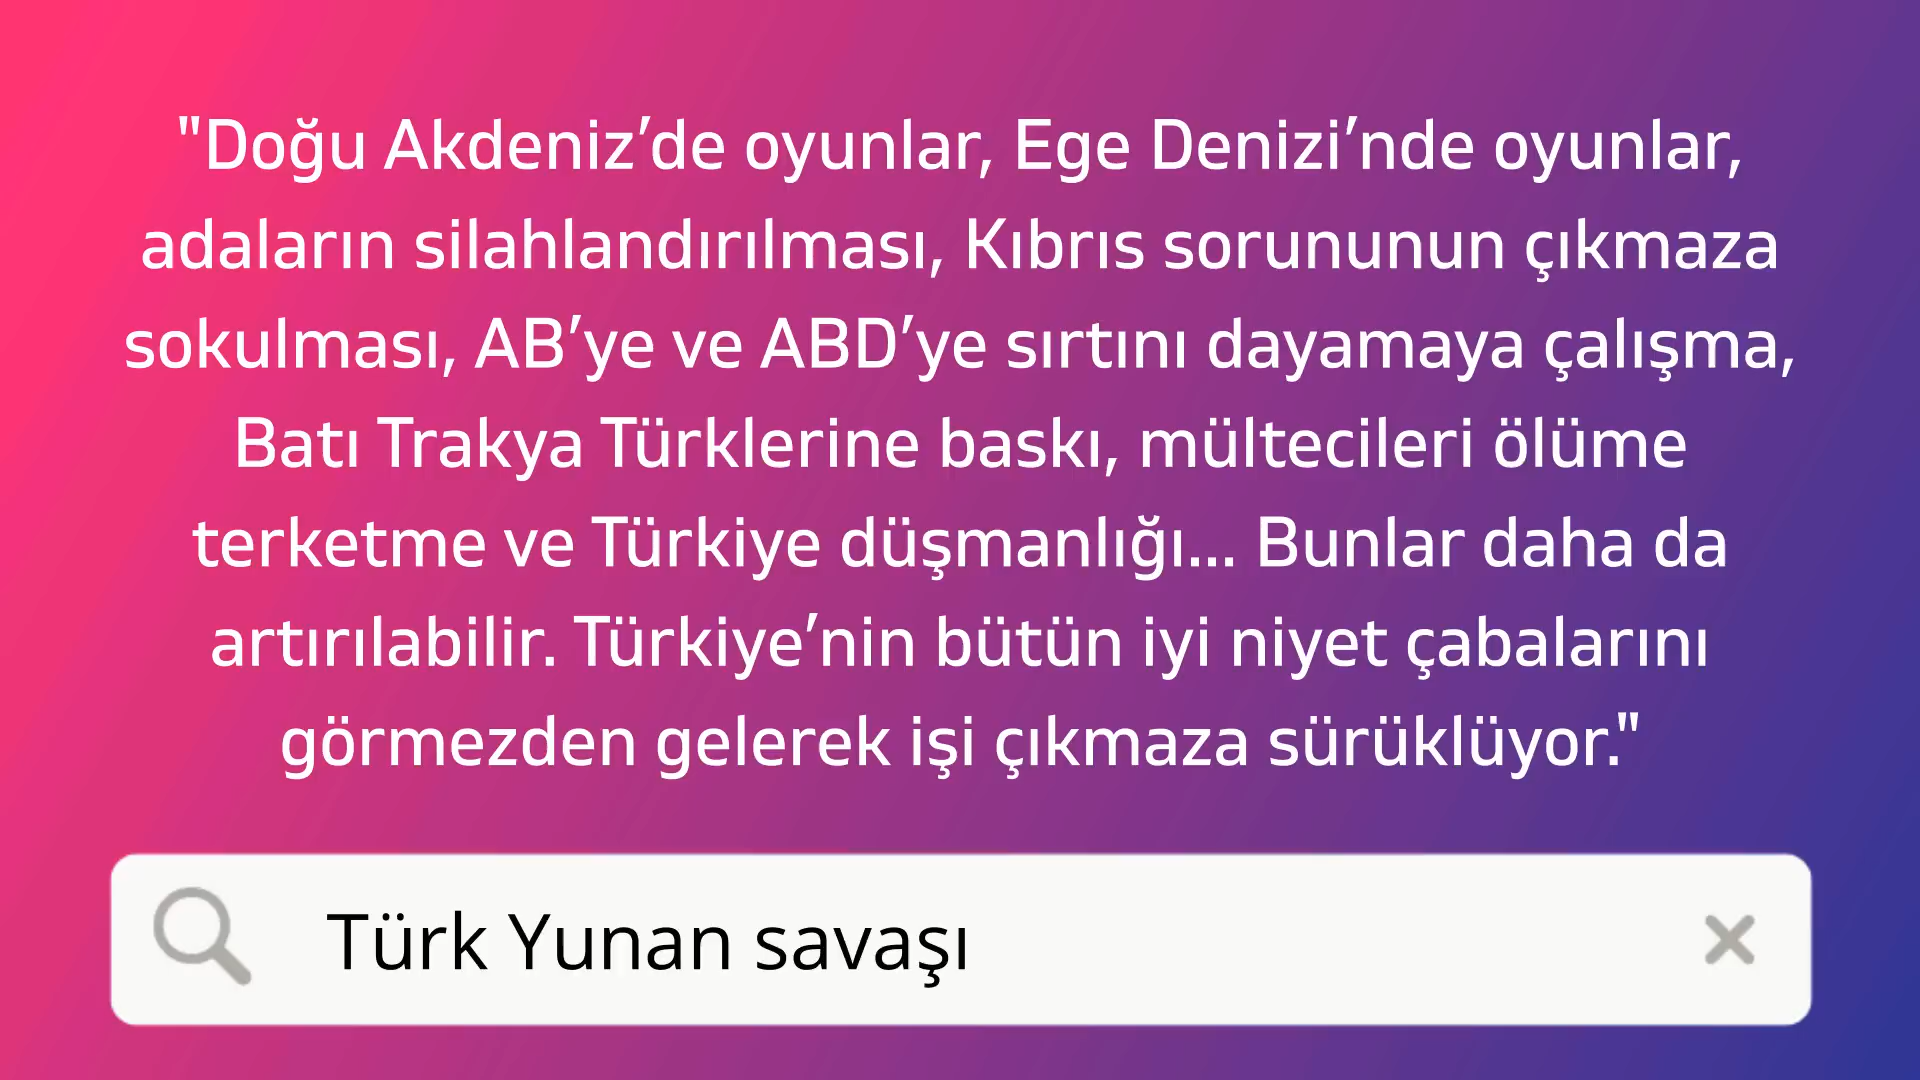 "Doğu Akdeniz’de oyunlar, Ege Denizi’nde oyunlar,
adaların silahlandırılması, Kıbrıs sorununun çıkmaza
sokulması, AB’ye ve ABD’ye sırtını dayamaya çalışma,
Batı Trakya Türklerine baskı, mültecileri ölüme
terketme ve Türkiye düşmanlığı... Bunlar daha da
artırılabilir. Türkiye’nin bütün iyi niyet çabalarını
görmezden gelerek işi çıkmaza sürüklüyor."
Türk Yunan savaşı